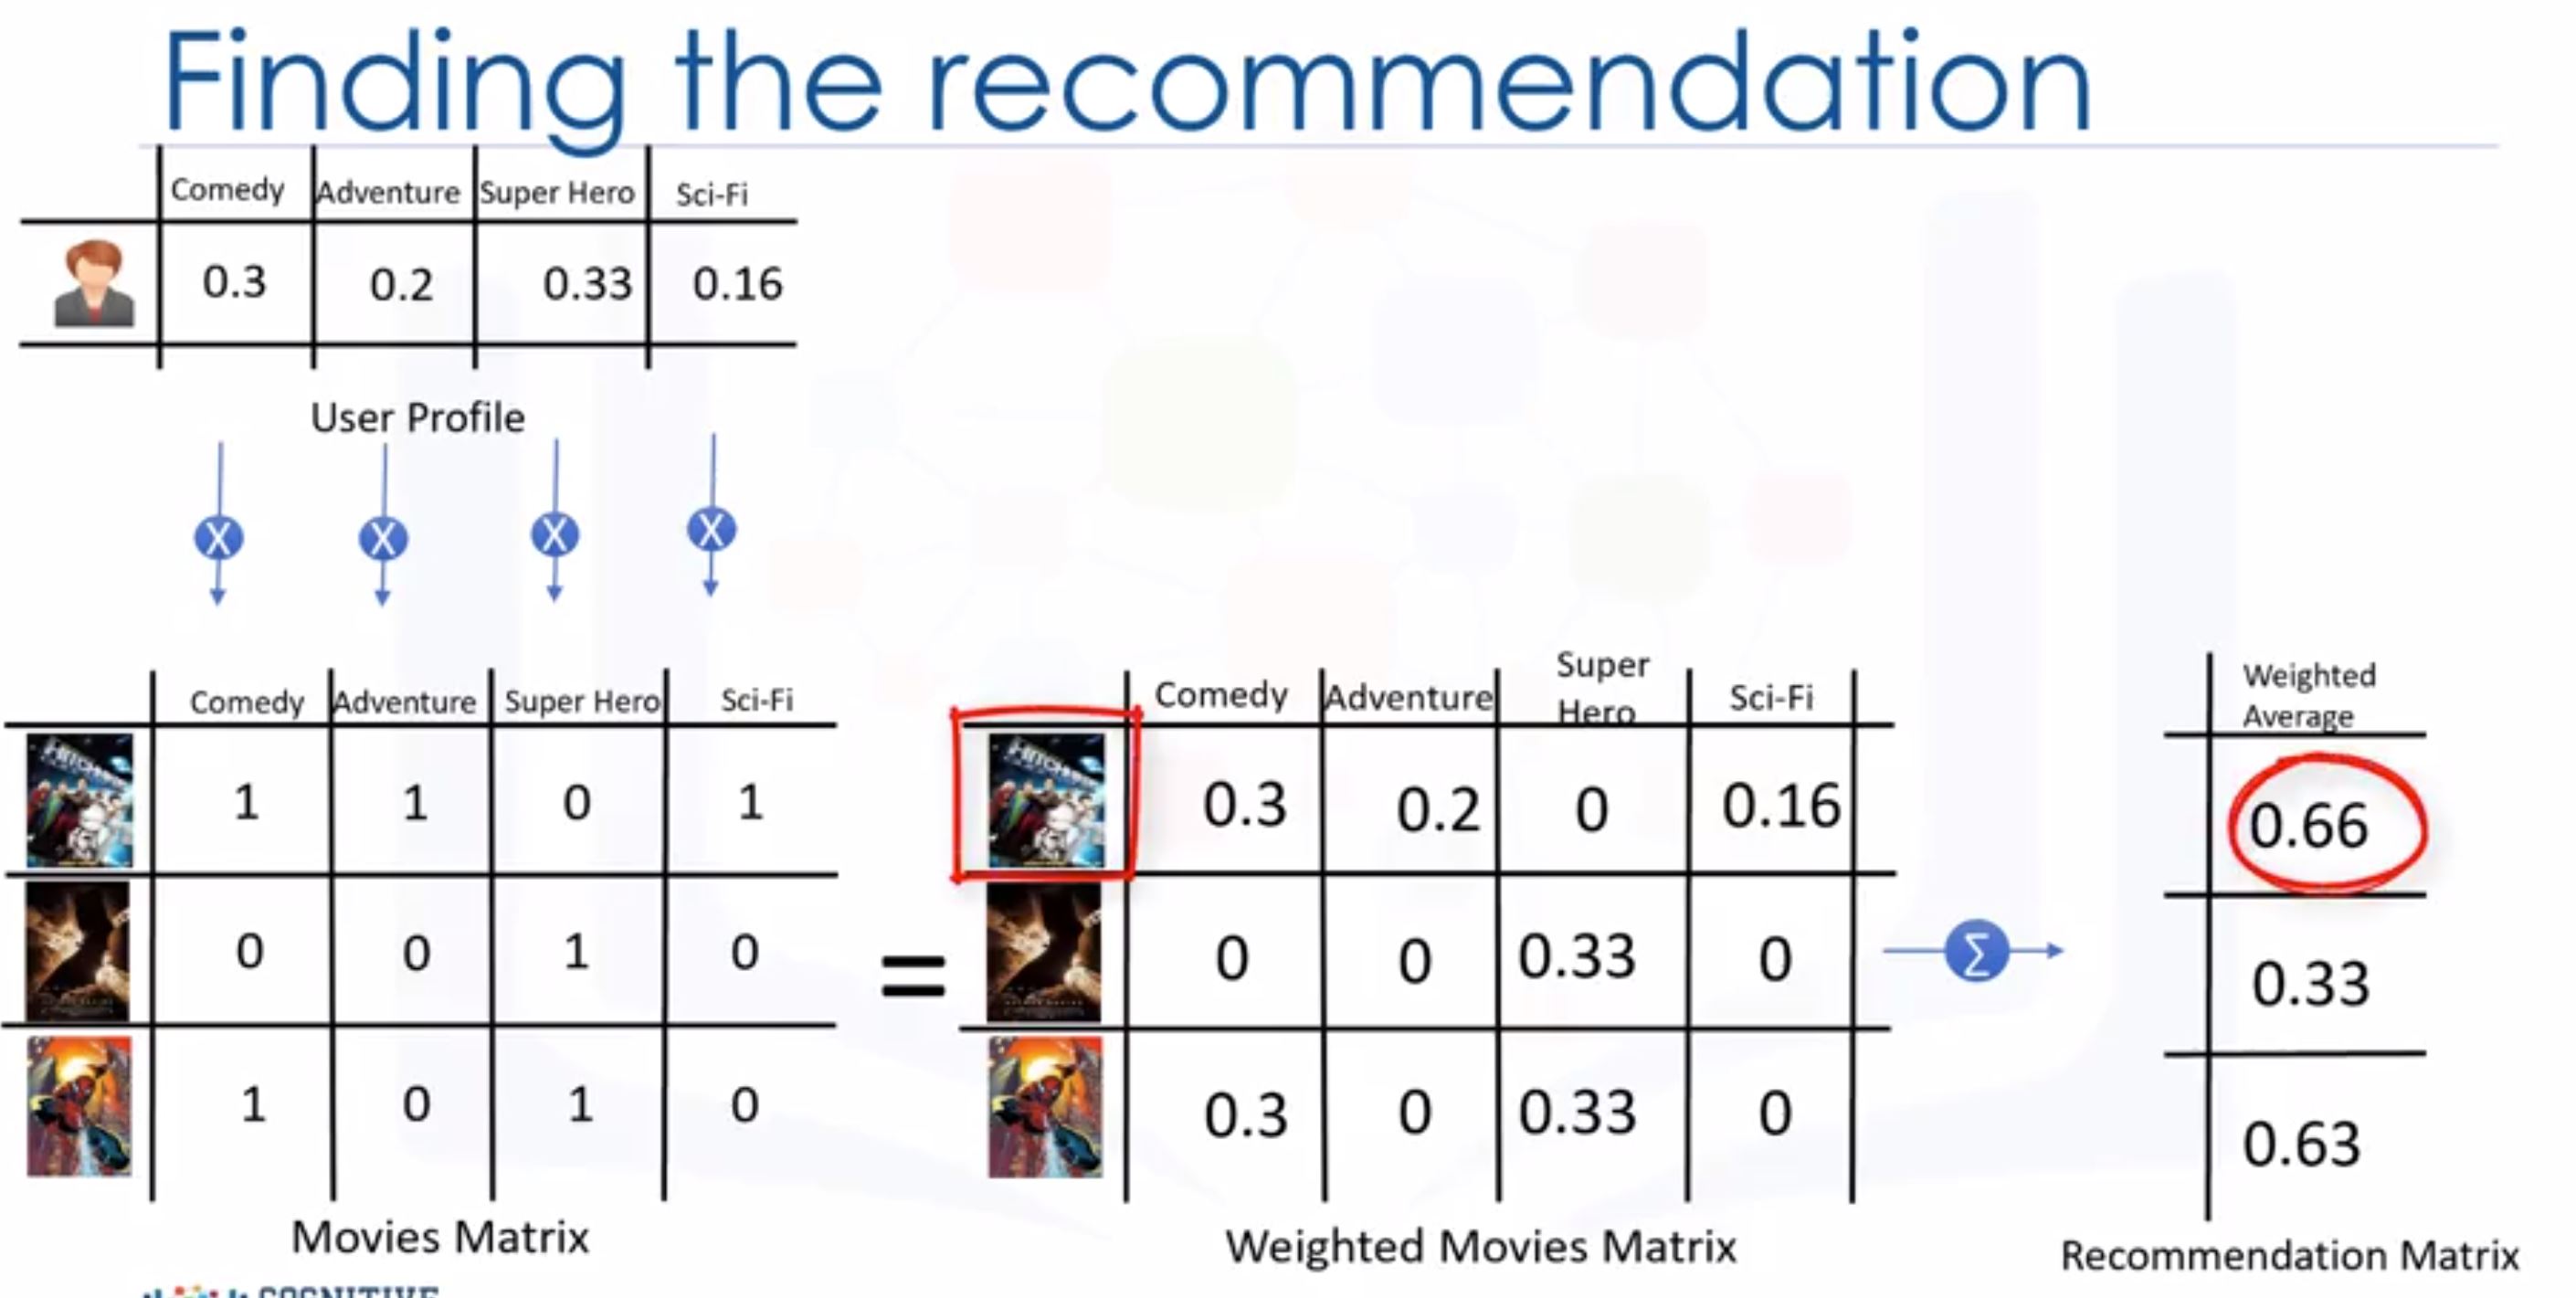 Finding the recommendation
Comedy Adventure Super Hero Sci-Fi
0.3 0.2 0.33 0.16
User Profile
X X X X
Comedy Adventure Super Hero Sci-Fi
1 1 0 1
0 0 1 0
1 0 1 0
Movies Matrix
=
Comedy Adventure Super Hero Sci-Fi
0.3 0.2 0 0.16
0 0 0.33 0
0.3 0 0.33 0
Weighted Movies Matrix
Σ
Weighted
Average
0.66
0.33
0.63
Recommendation Matrix
COGNITIVE